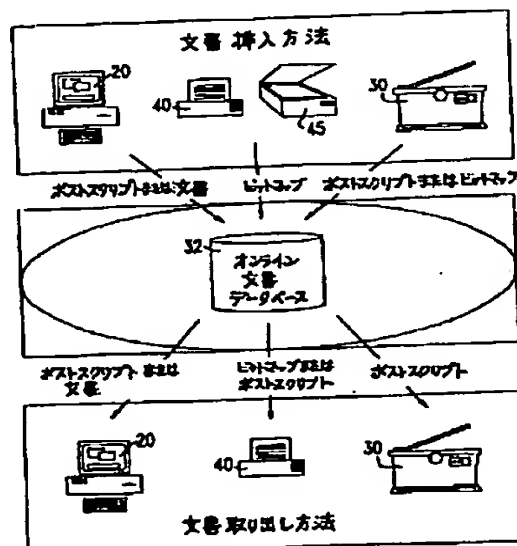 文書 挿入方法
20
40
45
30
ポストスクリプトまたは文書
ビットマップ
ポストスクリプトまたはビットマップ
32
オンライン
文書
データベース
ポストスクリプト または
文書
ビットマップまたは
ポストスクリプト
ポストスクリプト
20
40
30
文書取り出し方法